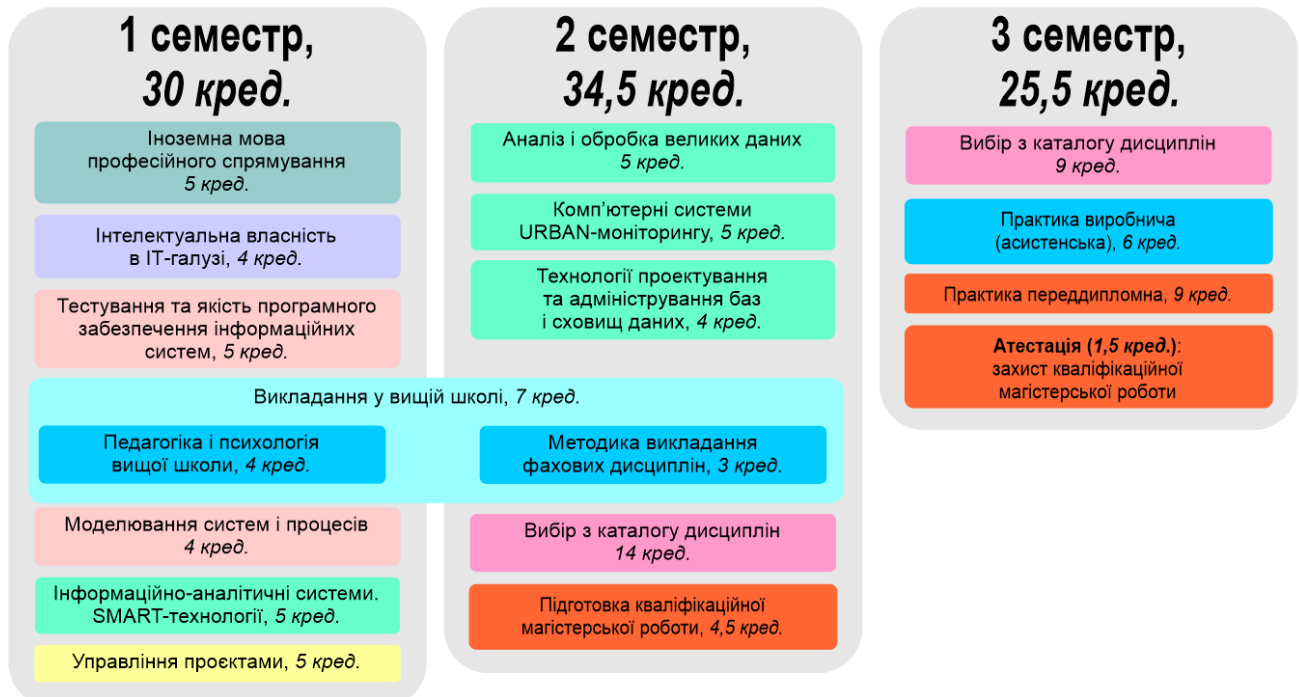 1 семестр,
30 кред.
Іноземна мова
професійного спрямування
5 кред.
Інтелектуальна власність
в ІТ-галузі, 4 кред.
Тестування та якість програмного
забезпечення інформаційних
систем, 5 кред.
Викладання у вищій школі, 7 кред.
Педагогіка і психологія
вищої школи, 4 кред.
Моделювання систем і процесів
4 кред.
Інформаційно-аналітичні системи.
SMART-технології, 5 кред.
Управління проєктами, 5 кред.
2 семестр,
34,5 кред.
Аналіз і обробка великих даних
5 кред.
Комп’ютерні системи
URBAN-моніторингу, 5 кред.
Технології проектування
та адміністрування баз
і сховищ даних, 4 кред.
Методика викладання
фахових дисциплін, 3 кред.
Вибір з каталогу дисциплін
14 кред.
Підготовка кваліфікаційної
магістерської роботи, 4,5 кред.
3 семестр,
25,5 кред.
Вибір з каталогу дисциплін
9 кред.
Практика виробнича
(асистенська), 6 кред.
Практика переддипломна, 9 кред.
Атестація (1,5 кред.):
захист кваліфікаційної
магістерської роботи